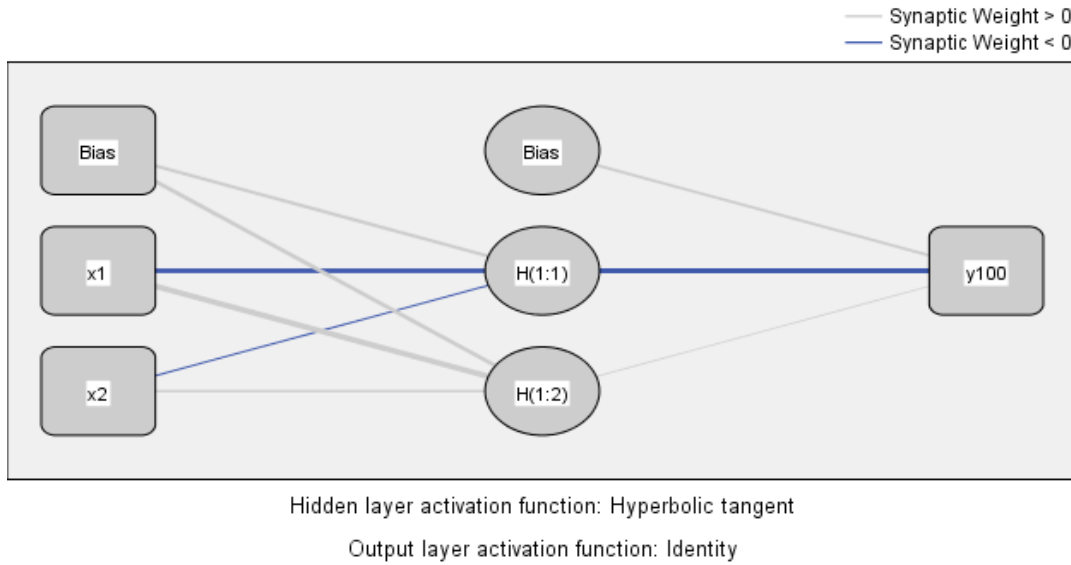 Synaptic Weight > 0
Synaptic Weight < 0
Bias
Bias
x1
H(1:1)
y100
x2
H(1:2)
Hidden layer activation function: Hyperbolic tangent
Output layer activation function: Identity